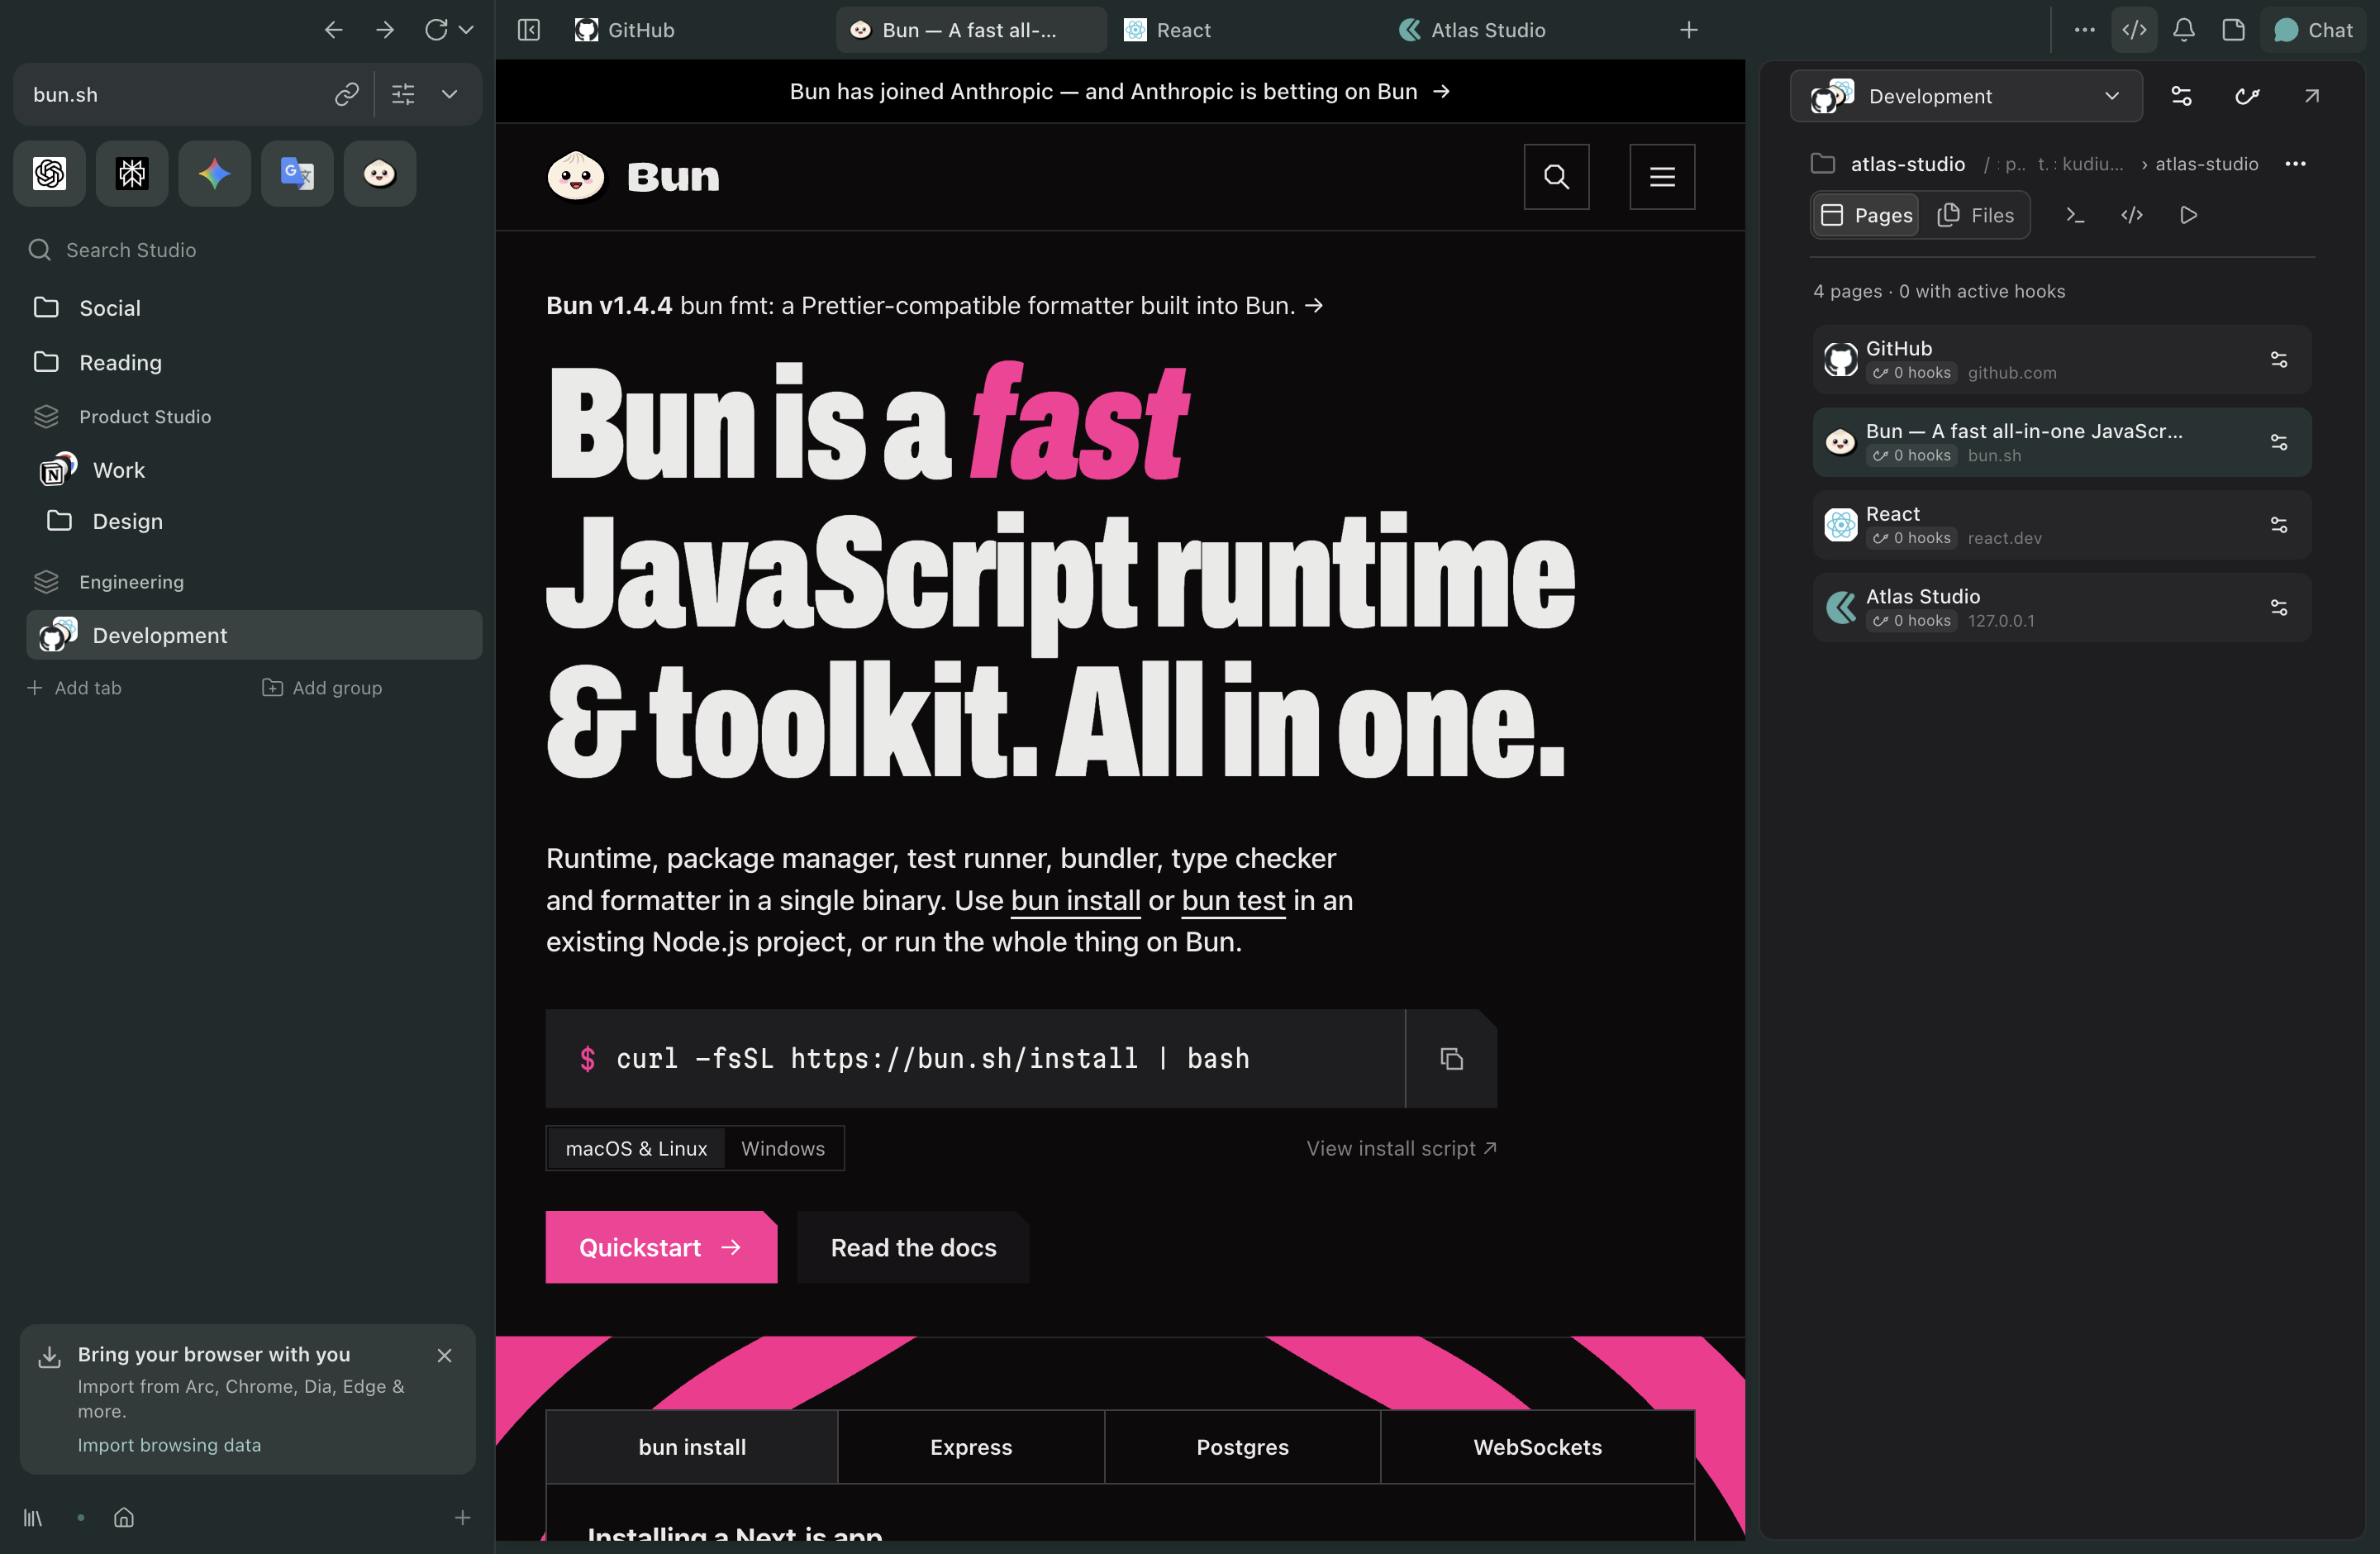 GitHub
Bun — A fast all-...
React
Atlas Studio
Chat
bun.sh
Search Studio
Social
Reading
Product Studio
Work
Design
Engineering
Development
Add tab
Add group
Bring your browser with you
Import from Arc, Chrome, Dia, Edge &
more.
Import browsing data
Bun has joined Anthropic — and Anthropic is betting on Bun →
Bun
Bun v1.4.4 bun fmt: a Prettier-compatible formatter built into Bun. →
Bun is a fast
JavaScript runtime
& toolkit. All in one.
Runtime, package manager, test runner, bundler, type checker
and formatter in a single binary. Use bun install or bun test in an
existing Node.js project, or run the whole thing on Bun.
$ curl -fsSL https://bun.sh/install | bash
macOS & Linux
Windows
View install script ↗
Quickstart →
Read the docs
bun install
Express
Postgres
WebSockets
Installing a Next.js app
Development
atlas-studio / : p.. t. : kudiu... › atlas-studio
Pages
Files
4 pages · 0 with active hooks
GitHub
0 hooks github.com
Bun — A fast all-in-one JavaScr...
0 hooks bun.sh
React
0 hooks react.dev
Atlas Studio
0 hooks 127.0.0.1